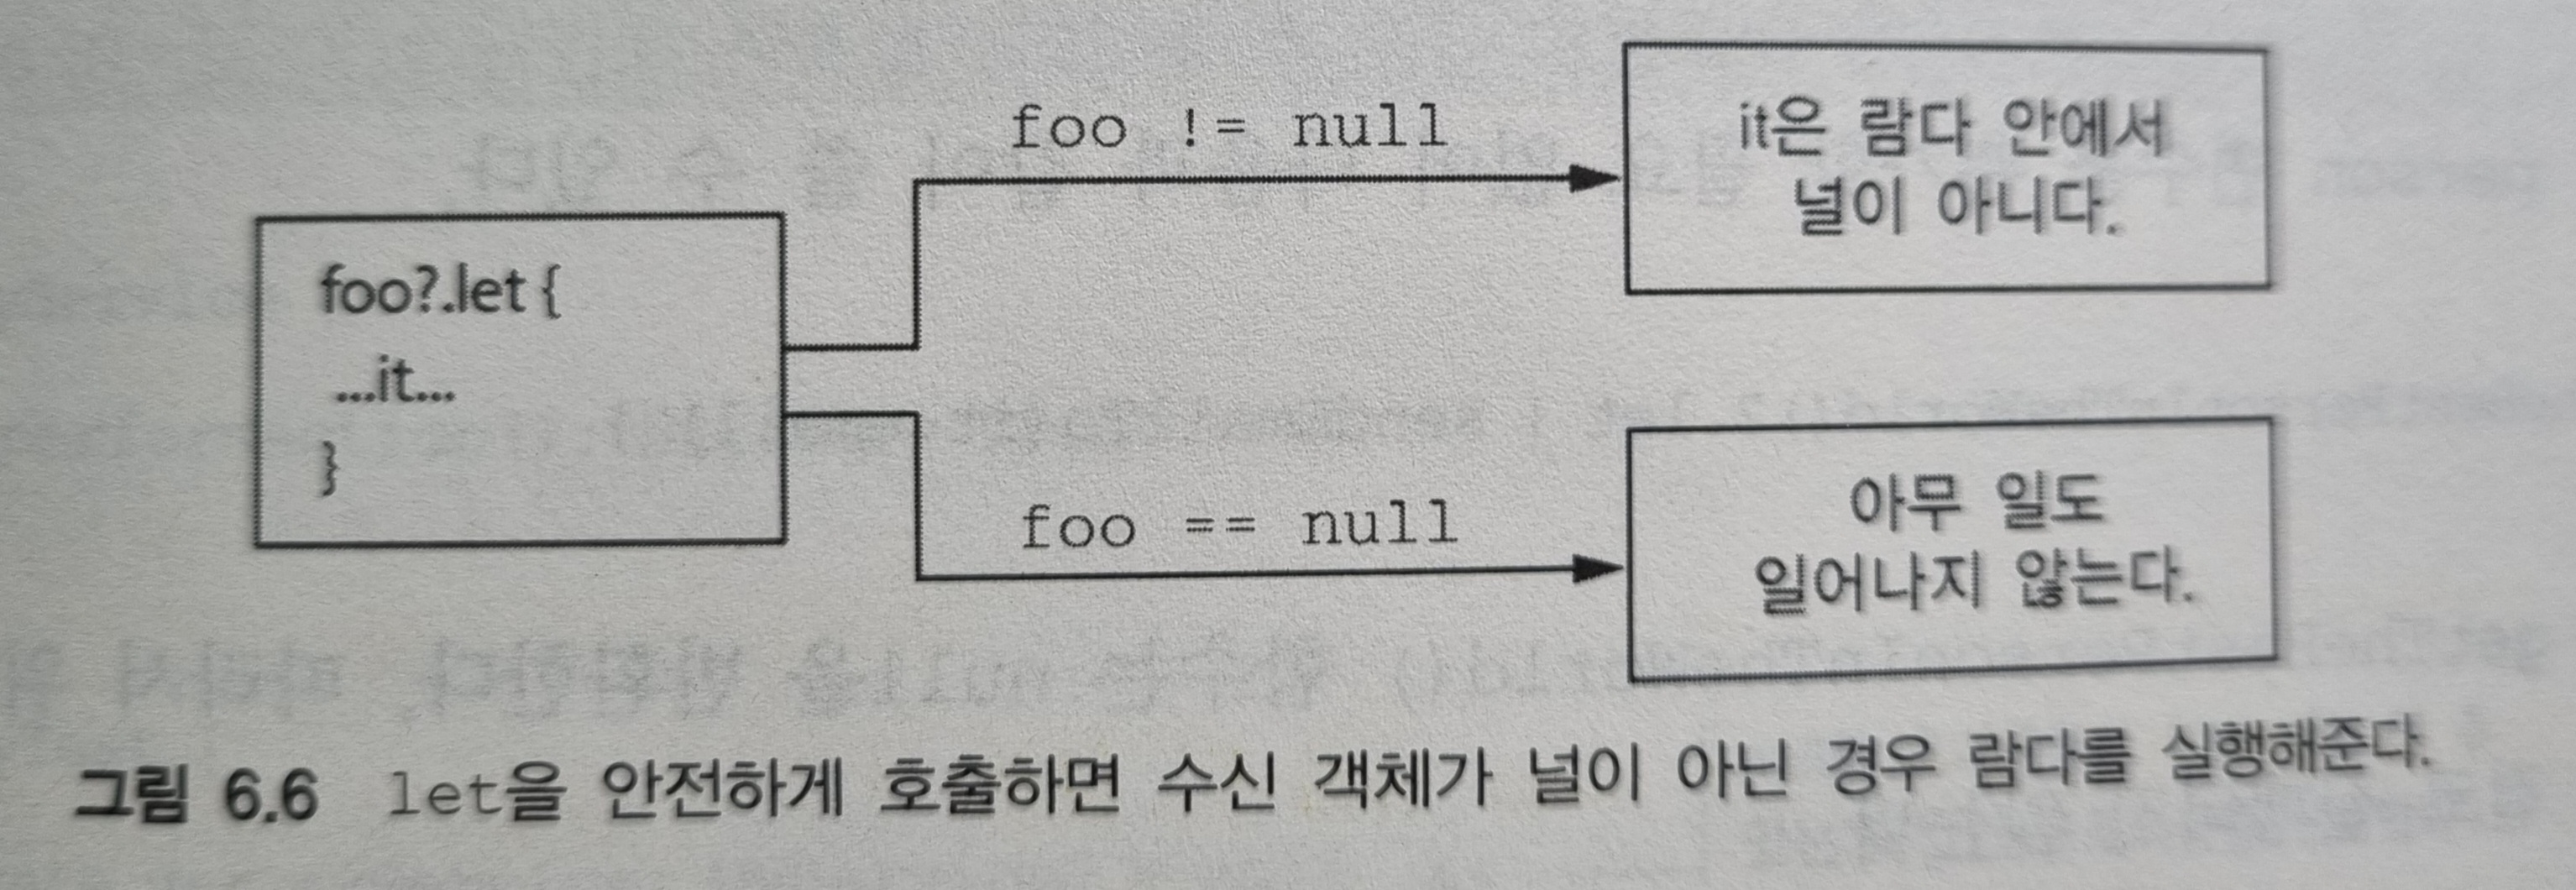 foo?.let {
...it...
}
foo != null
it은 람다 안에서
널이 아니다.
foo == null
아무 일도
일어나지 않는다.
그림 6.6 let을 안전하게 호출하면 수신 객체가 널이 아닌 경우 람다를 실행해준다.